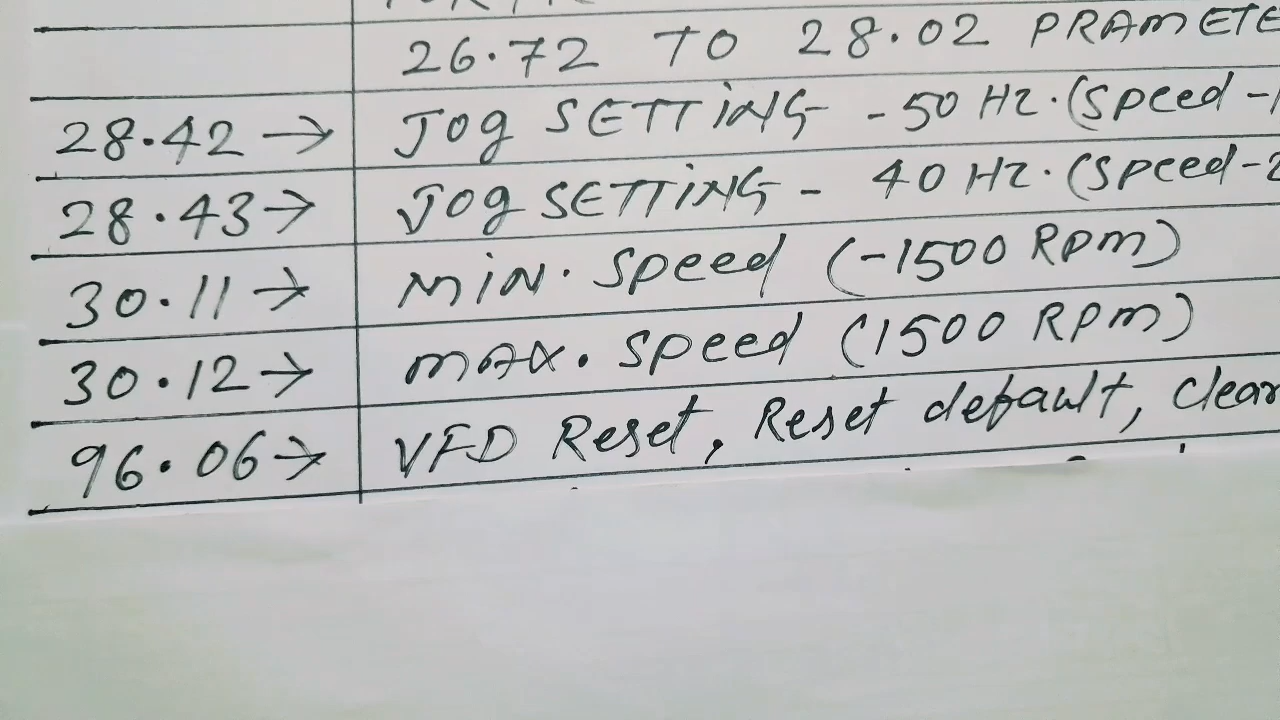 26.72 TO 28.02 PRAMETE
28.42 → Jog SETTiNG - 50 Hz. (Speed -1
28.43 → Jog SETTiNG - 40 Hz. (Speed-2
30.11 → MiN. Speed (-1500 Rpm)
30.12 → MAX. Speed (1500 Rpm)
96.06 → VFD Reset, Reset default, Clear